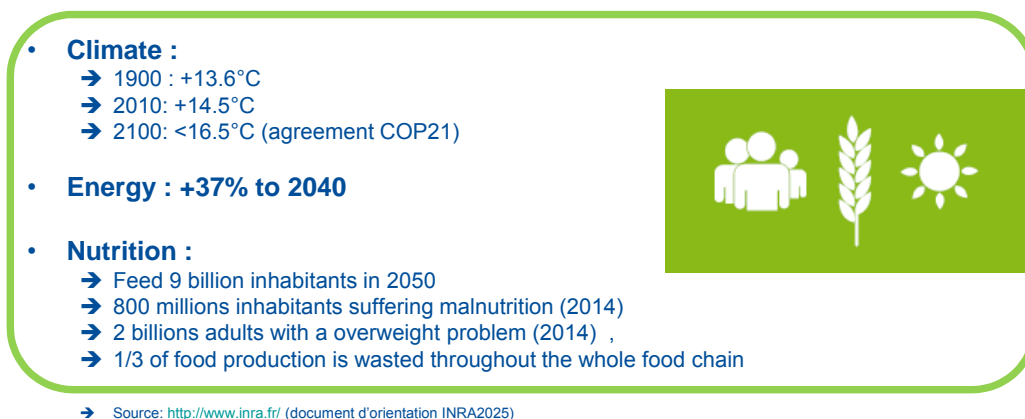 • Climate :
➔ 1900 : +13.6°C
➔ 2010: +14.5°C
➔ 2100: <16.5°C (agreement COP21)
• Energy : +37% to 2040
• Nutrition :
➔ Feed 9 billion inhabitants in 2050
➔ 800 millions inhabitants suffering malnutrition (2014)
➔ 2 billions adults with a overweight problem (2014) ,
➔ 1/3 of food production is wasted throughout the whole food chain
➔ Source: http://www.inra.fr/ (document d'orientation INRA2025)